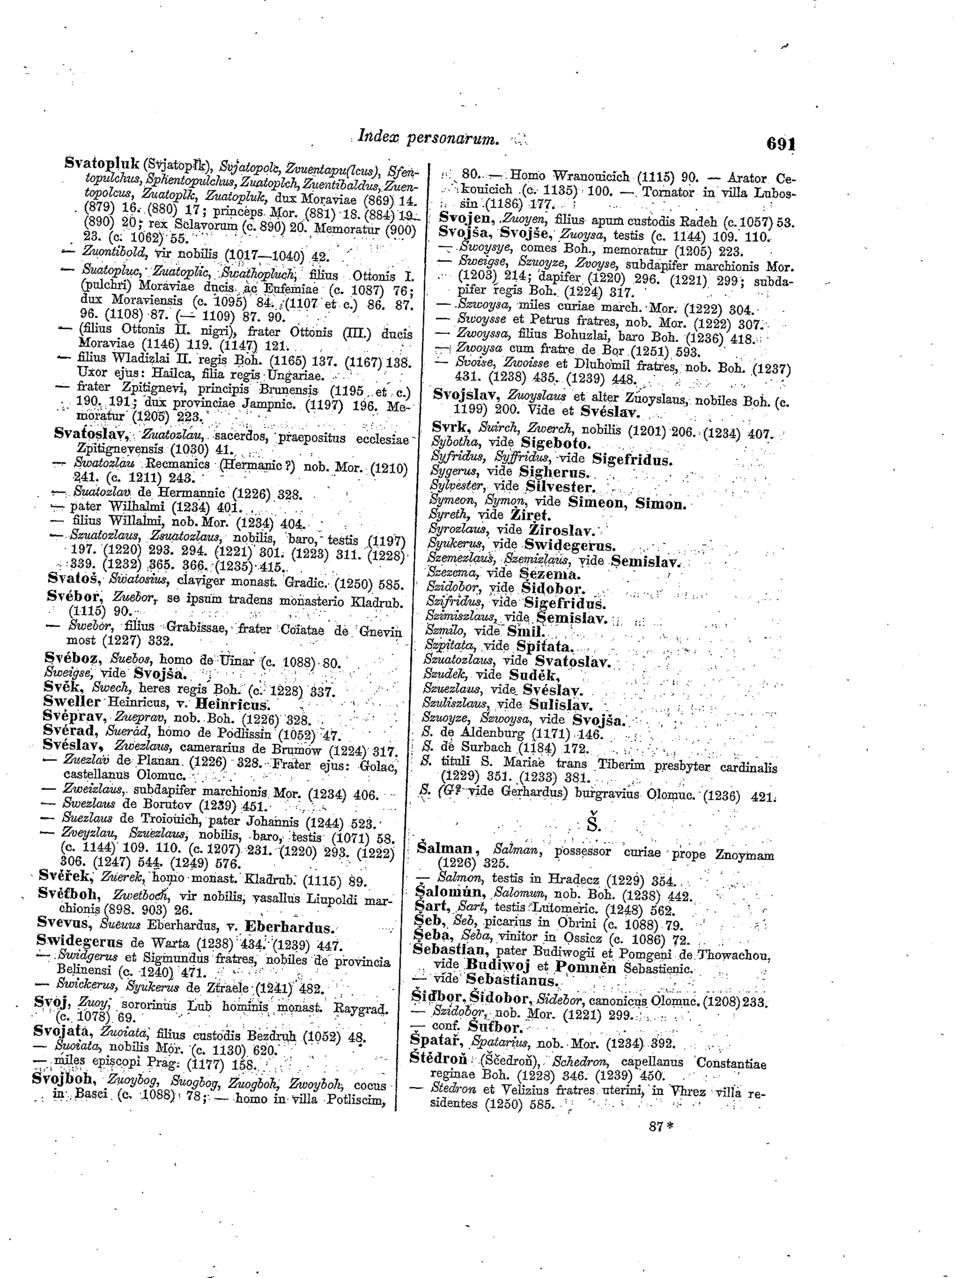 Index personarum.
691
Svatopluk (Svjatopłk), Svjatopolc, Zvuentapu(lcus), Sfen-
topulchus, Sphentopulchus, Zuatoplch, Zuentibaldus, Zuen-
topolcus, Zuatoplk, Zuatopluk, dux Moraviae (869) 14.
(879) 16. (880) 17; princeps Mor. (881) 18. (884) 19.
(890) 20; rex Sclavorum (c. 890) 20. Memoratur (900)
23. (c. 1062) 55.
— Zuontibold, vir nobilis (1017—1040) 42.
— Suatopluc, Zuatoplic, Swathopluch, filius Ottonis I.
(pulchri) Moraviae ducis ac Eufemiae (c. 1087) 76;
dux Moraviensis (c. 1095) 84. (1107 et c.) 86. 87.
96. (1108) 87. (— 1109) 87. 90.
— (filius Ottonis II. nigri), frater Ottonis (III.) ducis
Moraviae (1146) 119. (1147) 121.
— filius Wladizlai II. regis Boh. (1165) 137. (1167) 138.
Uxor ejus: Hailca, filia regis Ungariae.
— frater Zpitignevi, principis Brunensis (1195 et c.)
190. 191; dux provinciae Jampnic. (1197) 196. Me-
moratur (1205) 223.
Svatoslav, Zuatozlau, sacerdos, praepositus ecclesiae
Zpitignevensis (1030) 41.
— Swatozlau Recmanics (Hermanic?) nob. Mor. (1210)
241. (c. 1211) 243.
— Suatozlav de Hermannic (1226) 328.
— pater Wilhalmi (1234) 401.
— filius Willalmi, nob. Mor. (1234) 404.
— Szuatozlaus, Zsuatozlaus, nobilis, baro, testis (1197)
197. (1220) 293. 294. (1221) 301. (1223) 311. (1228)
339. (1232) 365. 366. (1235) 415.
Svatoš, Swatosius, claviger monast. Gradic. (1250) 585.
Svébor, Zuebor, se ipsum tradens monasterio Kladrub.
(1115) 90.
— Swebor, filius Grabissae, frater Coiatae de Gnevin
most (1227) 332.
Svéboz, Suebos, homo de Uinar (c. 1088) 80.
Sweigse, vide Svojša.
Svék, Swech, heres regis Boh. (c. 1228) 337.
Sweller Heinricus, v. Heinricus.
Svéprav, Zueprav, nob. Boh. (1226) 328.
Svérad, Suerad, homo de Podlissin (1052) 47.
Svéslav, Zwezlaus, camerarius de Brumow (1224) 317.
— Zuezlav de Planan. (1226) 328. Frater ejus: Golac,
castellanus Olomuc.
— Zweizlaus, subdapifer marchionis Mor. (1234) 406.
— Swezlaus de Borutov (1239) 451.
— Suezlaus de Troiouich, pater Johannis (1244) 523.
— Zveyzlau, Szuezlaus, nobilis, baro, testis (1071) 58.
(c. 1144) 109. 110. (c. 1207) 231. (1220) 293. (1222)
306. (1247) 544. (1249) 576.
Svěřek, Zuerek, homo monast. Kladrub. (1115) 89.
Svétboh, Zwetboch, vir nobilis, vasallus Liupoldi mar-
chionis (898. 903) 26.
Svevus, Sueuus Eberhardus, v. Eberhardus.
Swidegerus de Warta (1238) 434. (1239) 447.
— Swidgerus et Sigmundus fratres, nobiles de provincia
Belinensi (c. 1240) 471.
— Swickerus, Syukerus de Ztraele (1241) 482.
Svoj, Zuoy, sororinus Lub hominis monast. Raygrad.
(c. 1078) 69.
Svojata, Zuoiata, filius custodis Bezdruh (1052) 48.
— Suoiata, nobilis Mor. (c. 1130) 620.
— miles episcopi Prag. (1177) 158.
Svojboh, Zuoybog, Suogbog, Zuogboh, Zwoyboh, cocus
in Basci (c. 1088) 78; — homo in villa Potliscim,
80. — Homo Wranouicich (1115) 90. — Arator Ce-
kouicich (c. 1135) 100. — Tornator in villa Lubos-
sin (1186) 177.
Svojen, Zuoyen, filius apum custodis Radeh (c. 1057) 53.
Svojša, Svojše, Zuoysa, testis (c. 1144) 109. 110.
— Swoysye, comes Boh., memoratur (1205) 223.
— Sweigse, Szuoyze, Zvoyse, subdapifer marchionis Mor.
(1203) 214; dapifer (1220) 296. (1221) 299; subda-
pifer regis Boh. (1224) 317.
— Szwoysa, miles curiae march. Mor. (1222) 304.
— Swoysse et Petrus fratres, nob. Mor. (1222) 307.
— Zwoyssa, filius Bohuzlai, baro Boh. (1236) 418.
— Zwoysa cum fratre de Bor (1251) 593.
— Svoise, Zwoisse et Dluhomil fratres, nob. Boh. (1237)
431. (1238) 435. (1239) 448.
Svojslav, Zuoyslaus et alter Zuoyslaus, nobiles Boh. (c.
1199) 200. Vide et Svéslav.
Svrk, Suirch, Zwerch, nobilis (1201) 206. (1234) 407.
Sybotha, vide Sigeboto.
Syfridus, Syffridus, vide Sigefridus.
Sygerus, vide Sigherus.
Sylvester, vide Silvester.
Symeon, Symon, vide Simeon, Simon.
Syreth, vide Žiret.
Syrozlaus, vide Žiroslav.
Syukerus, vide Swidegerus.
Szemezlaus, Szemizlaus, vide Semislav.
Szezema, vide Sezema.
Szidobor, vide Šidobor.
Szifridus, vide Sigefridus.
Szimiszlaus, vide Semislav.
Szmilo, vide Smil.
Szpitata, vide Spitata.
Szuatozlaus, vide Svatoslav.
Szudek, vide Suděk.
Szuezlaus, vide Svéslav.
Szuliszlaus, vide Sulislav.
Szuoyze, Szwoysa, vide Svojša.
S. de Aldenburg (1171) 146.
S. de Surbach (1184) 172.
S. tituli S. Mariae trans Tiberim presbyter cardinalis
(1229) 351. (1233) 381.
S. (G? vide Gerhardus) burgravius Olomuc. (1236) 421.
Š.
Šalman, Salman, possessor curiae prope Znoymam
(1226) 325.
— Salmon, testis in Hradecz (1229) 354.
Šalomún, Salomun, nob. Boh. (1238) 442.
Šart, Sart, testis Lutomeric. (1248) 562.
Šeb, Seb, picarius in Obrini (c. 1088) 79.
Šeba, Seba, vinitor in Ossicz (c. 1086) 72.
Šebastian, pater Budiwogii et Pomgeni de Thowachou,
vide Budiwoj et Pomněn Sebastienic.
— vide Sebastianus.
Šidbor, Šidobor, Sidebor, canonicus Olomuc. (1208) 233.
— Szidobor, nob. Mor. (1221) 299.
— conf. Šutbor.
Špatař, Spatarius, nob. Mor. (1234) 392.
Štědroň (Ščedroň), Schedron, capellanus Constantiae
reginae Boh. (1228) 346. (1239) 450.
— Stedron et Velizius fratres uterini, in Vhrez villa re-
sidentes (1250) 585.
87*